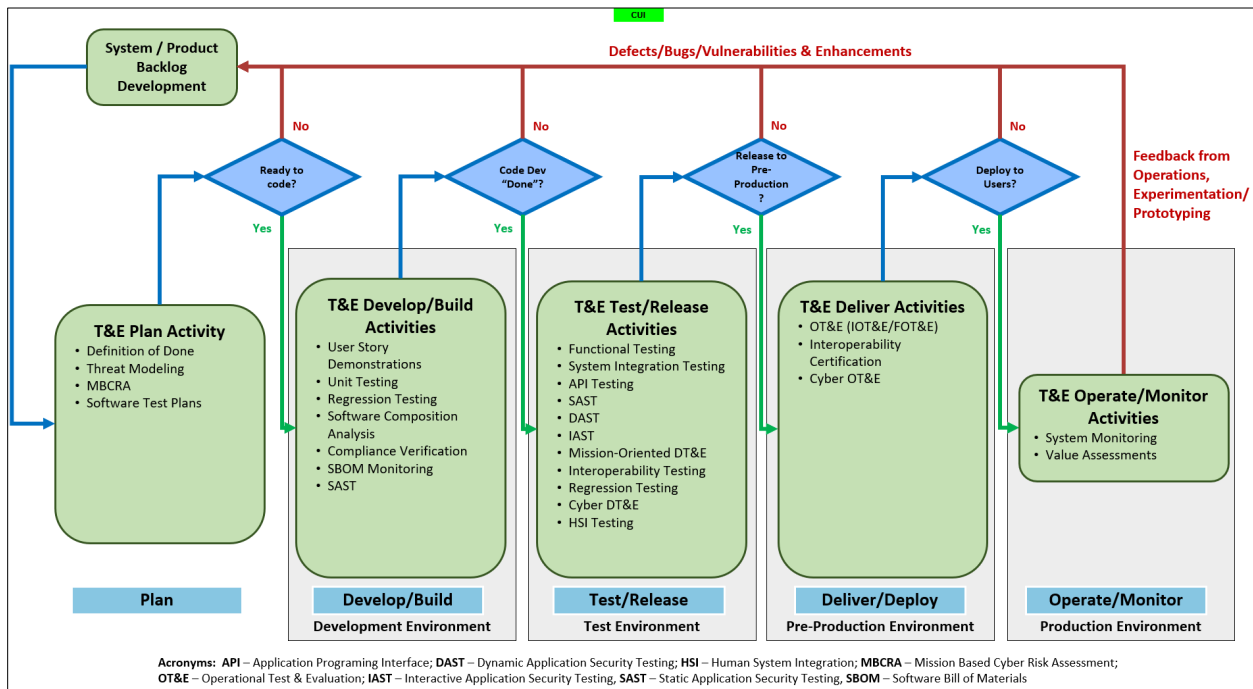 CUI
System / Product
Backlog
Development
Defects/Bugs/Vulnerabilities & Enhancements
No
No
No
No
Ready to
code?
Code Dev
“Done”?
Release to
Pre-
Production
?
Deploy to
Users?
Feedback from
Operations,
Experimentation/
Prototyping
Yes
Yes
Yes
Yes
T&E Plan Activity
• Definition of Done
• Threat Modeling
• MBCRA
• Software Test Plans
T&E Develop/Build
Activities
• User Story
Demonstrations
• Unit Testing
• Regression Testing
• Software Composition
Analysis
• Compliance Verification
• SBOM Monitoring
• SAST
T&E Test/Release
Activities
• Functional Testing
• System Integration Testing
• API Testing
• SAST
• DAST
• IAST
• Mission-Oriented DT&E
• Interoperability Testing
• Regression Testing
• Cyber DT&E
• HSI Testing
T&E Deliver Activities
• OT&E (IOT&E/FOT&E)
• Interoperability
Certification
• Cyber OT&E
T&E Operate/Monitor
Activities
• System Monitoring
• Value Assessments
Plan
Develop/Build
Development Environment
Test/Release
Test Environment
Deliver/Deploy
Pre-Production Environment
Operate/Monitor
Production Environment
Acronyms: API – Application Programing Interface; DAST – Dynamic Application Security Testing; HSI – Human System Integration; MBCRA – Mission Based Cyber Risk Assessment;
OT&E – Operational Test & Evaluation; IAST – Interactive Application Security Testing, SAST – Static Application Security Testing, SBOM – Software Bill of Materials